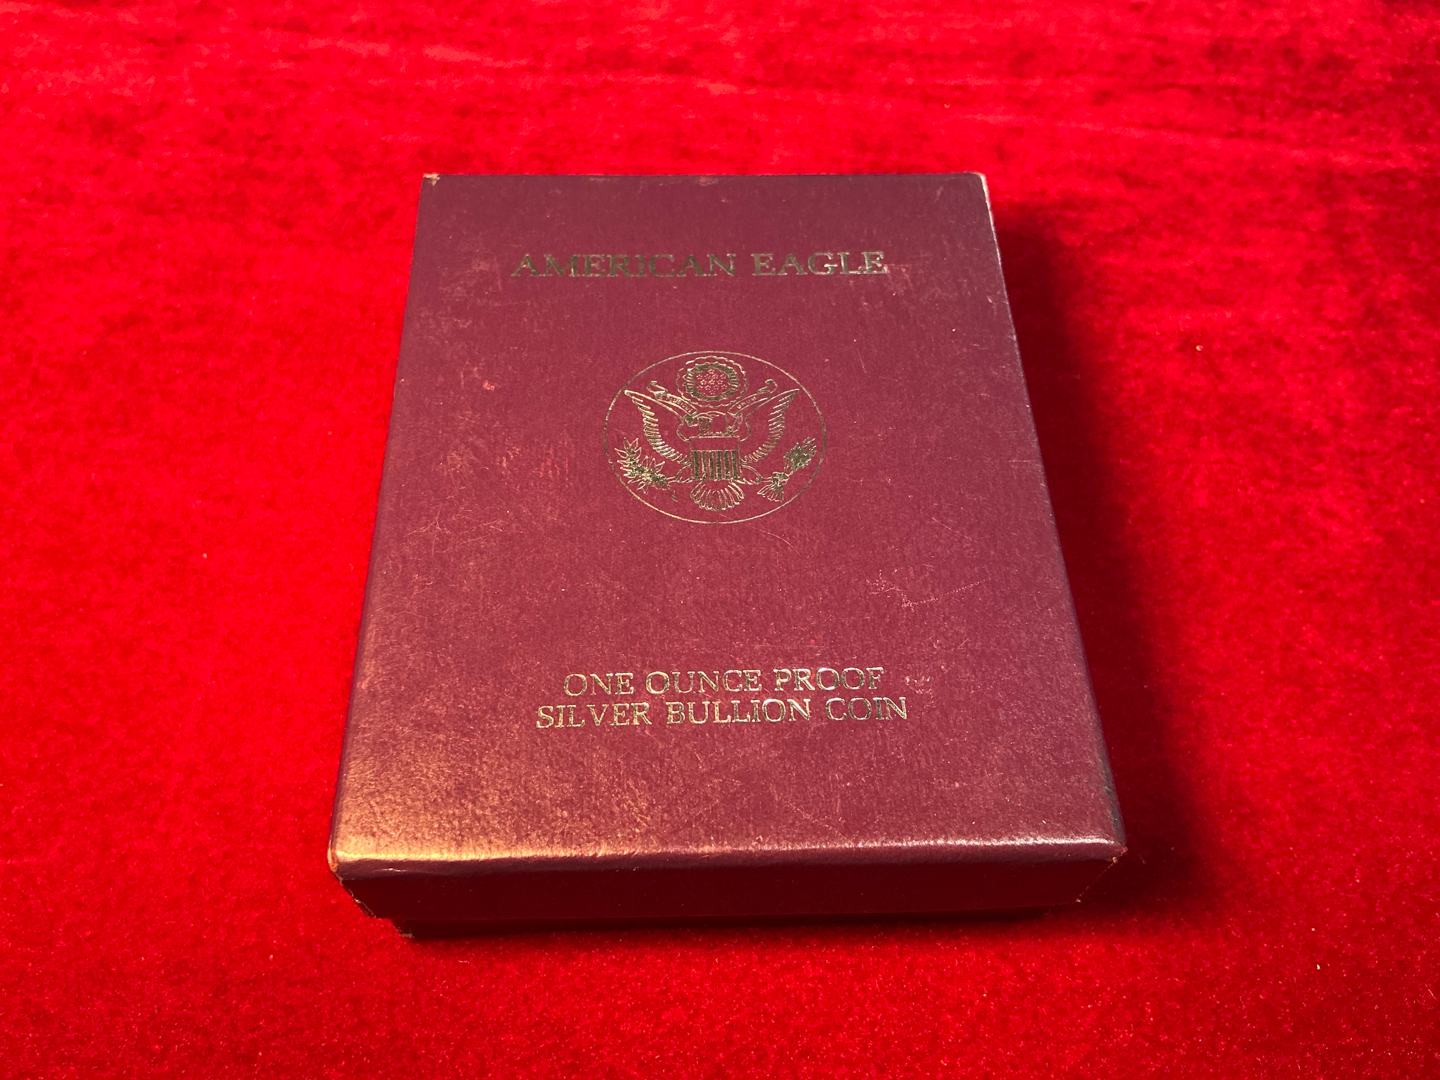 AMERICAN EAGLE
ONE OUNCE PROOF
SILVER BULLION COIN